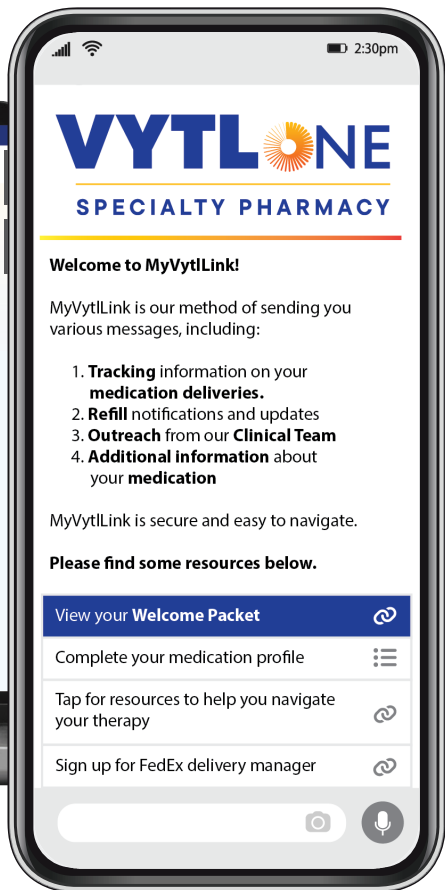 2:30pm
VYTLONE
SPECIALTY PHARMACY
Welcome to MyVytlLink!
MyVytlLink is our method of sending you
various messages, including:
1. Tracking information on your
medication deliveries.
2. Refill notifications and updates
3. Outreach from our Clinical Team
4. Additional information about
your medication
MyVytlLink is secure and easy to navigate.
Please find some resources below.
View your Welcome Packet
Complete your medication profile
Tap for resources to help you navigate
your therapy
Sign up for FedEx delivery manager